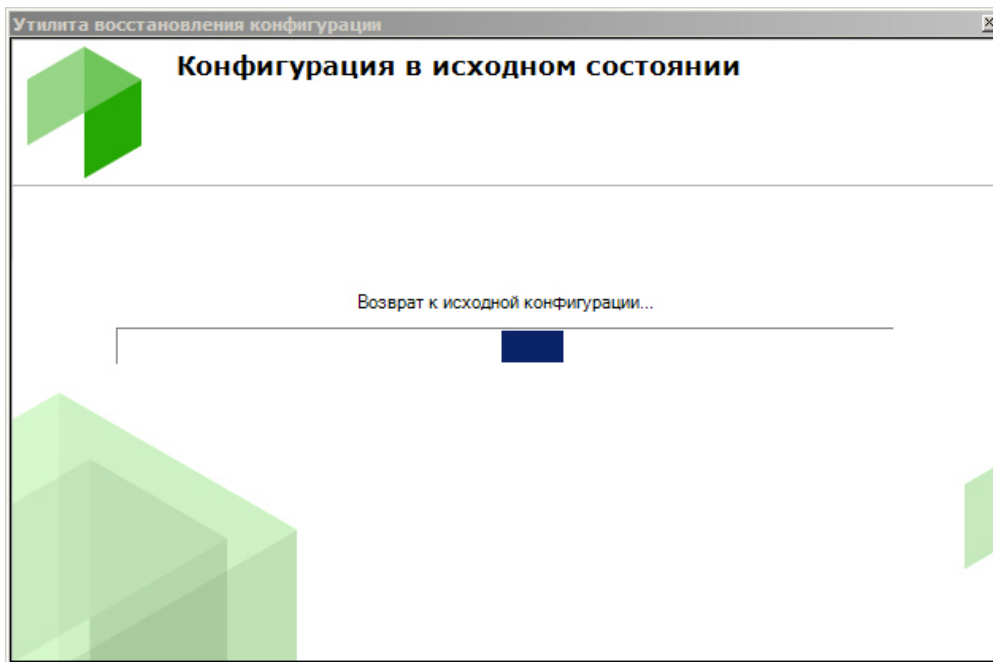 Утилита восстановления конфигурации
Конфигурация в исходном состоянии
Возврат к исходной конфигурации...